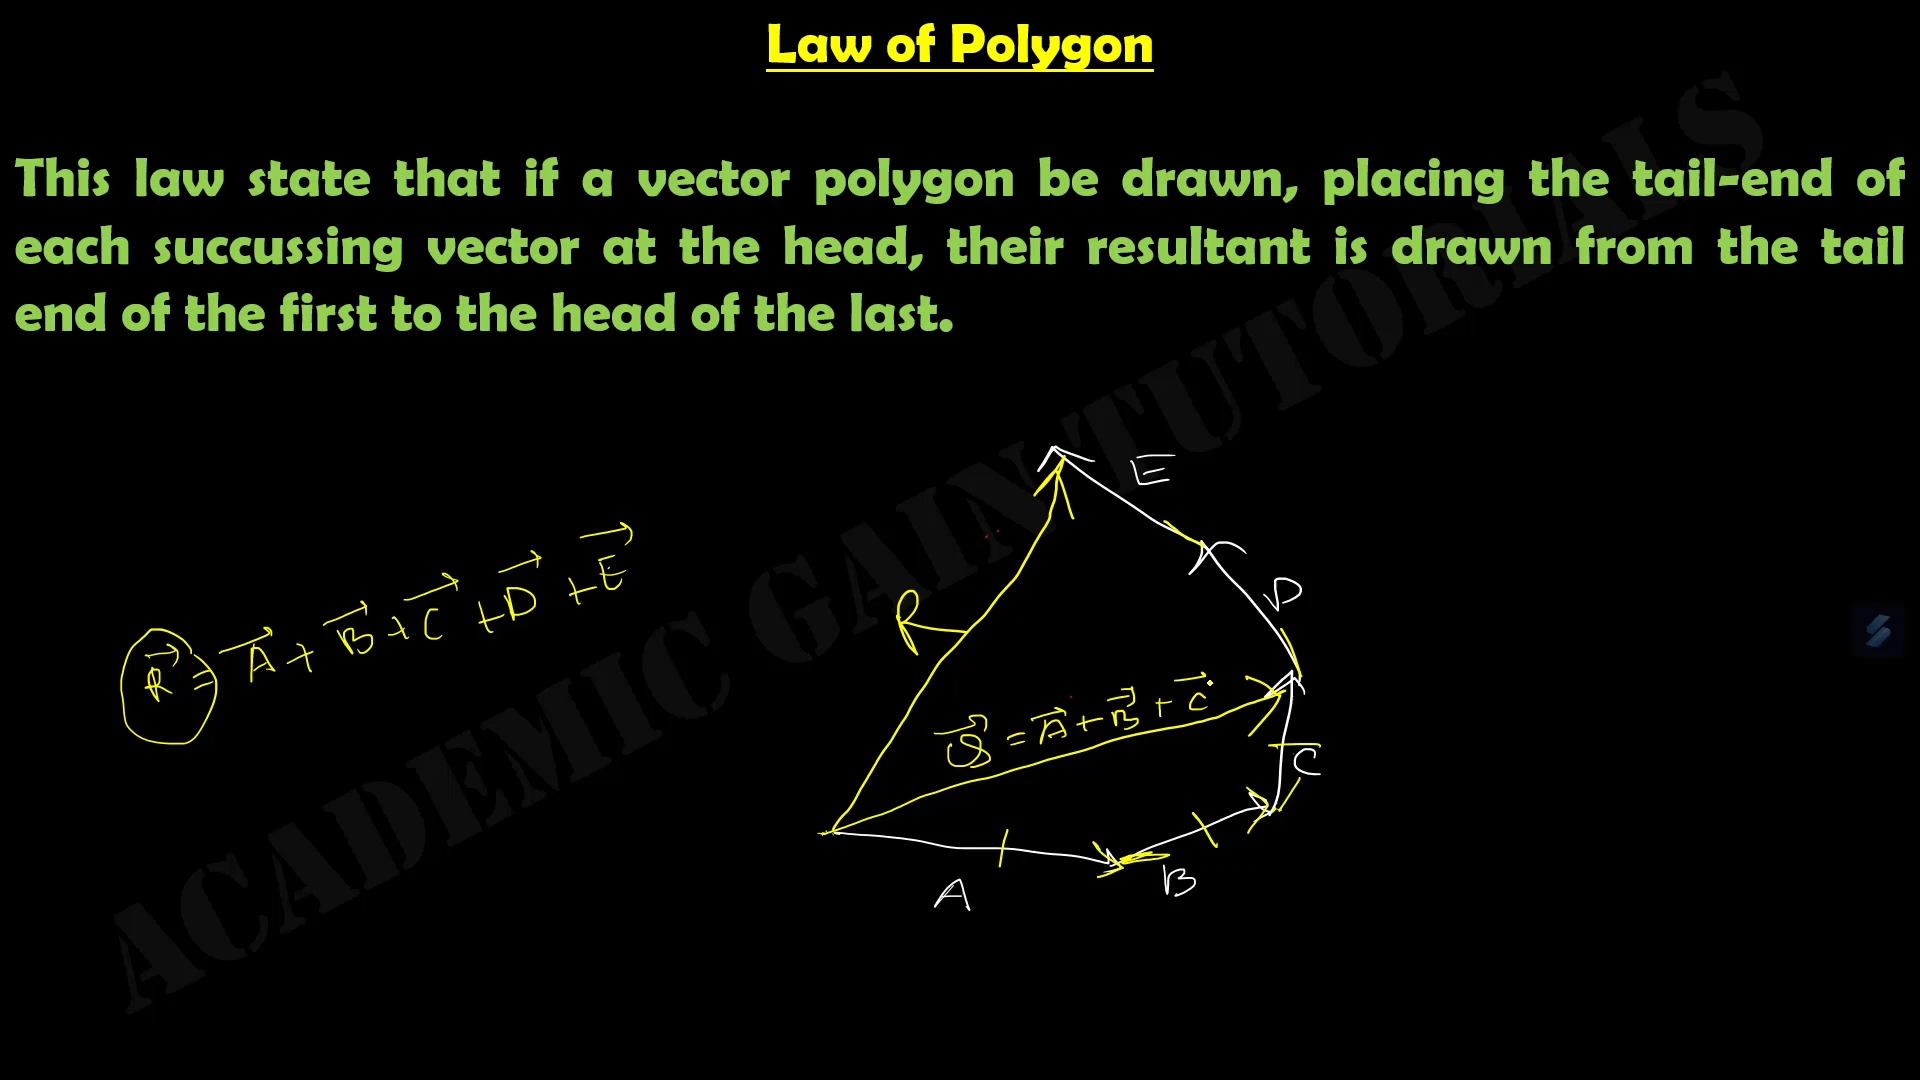 Law of Polygon
This law state that if a vector polygon be drawn, placing the tail-end of
each succussing vector at the head, their resultant is drawn from the tail
end of the first to the head of the last.
E
R⃗ = A⃗ + B⃗ + C⃗ + D⃗ + E⃗
D
R
= A⃗ + B⃗ + C⃗
C
A
B
ACADEMIC GAIN TUTORIALS